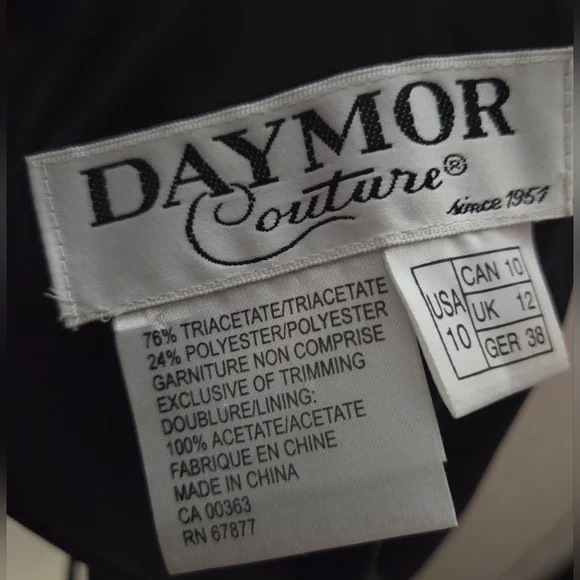 DAYMOR
Couture®
since 1951
76% TRIACETATE/TRIACETATE
24% POLYESTER/POLYESTER
GARNITURE NON COMPRISE
EXCLUSIVE OF TRIMMING
DOUBLURE/LINING:
100% ACETATE/ACETATE
FABRIQUE EN CHINE
MADE IN CHINA
CA 00363
RN 67877
USA
10
CAN 10
UK 12
GER 38